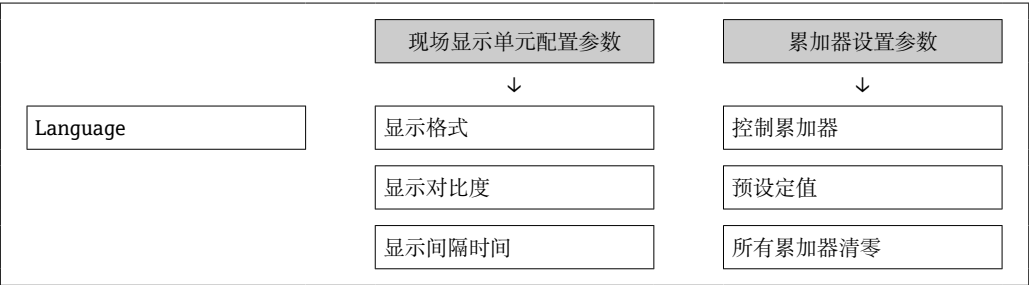 现场显示单元配置参数
累加器设置参数
↓
↓
Language
显示格式
控制累加器
显示对比度
预设定值
显示间隔时间
所有累加器清零